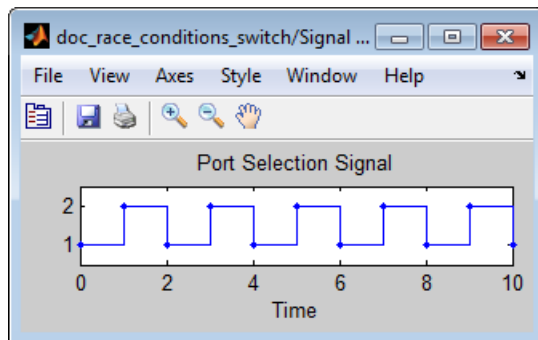 doc_race_conditions_switch/Signal ...
File View Axes Style Window Help
Port Selection Signal
2
1
0 2 4 6 8 10
Time